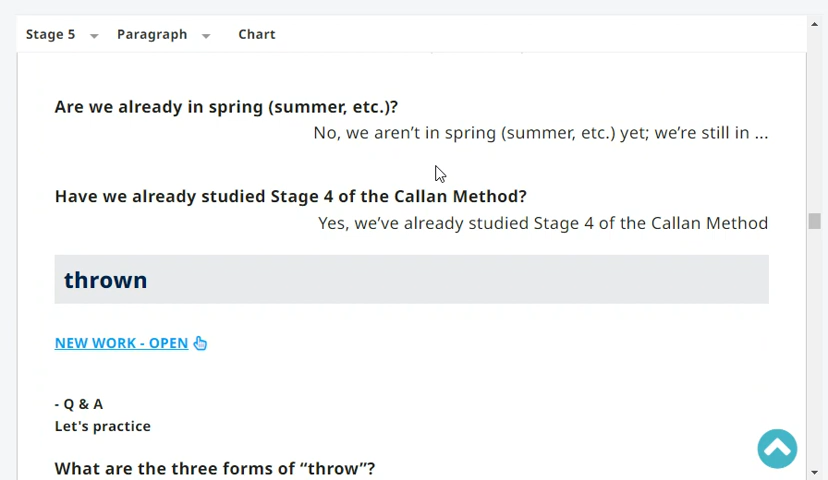 Stage 5 Paragraph Chart
Are we already in spring (summer, etc.)?
No, we aren't in spring (summer, etc.) yet; we're still in ...
Have we already studied Stage 4 of the Callan Method?
Yes, we've already studied Stage 4 of the Callan Method
thrown
NEW WORK - OPEN
- Q & A
Let's practice
What are the three forms of “throw”?